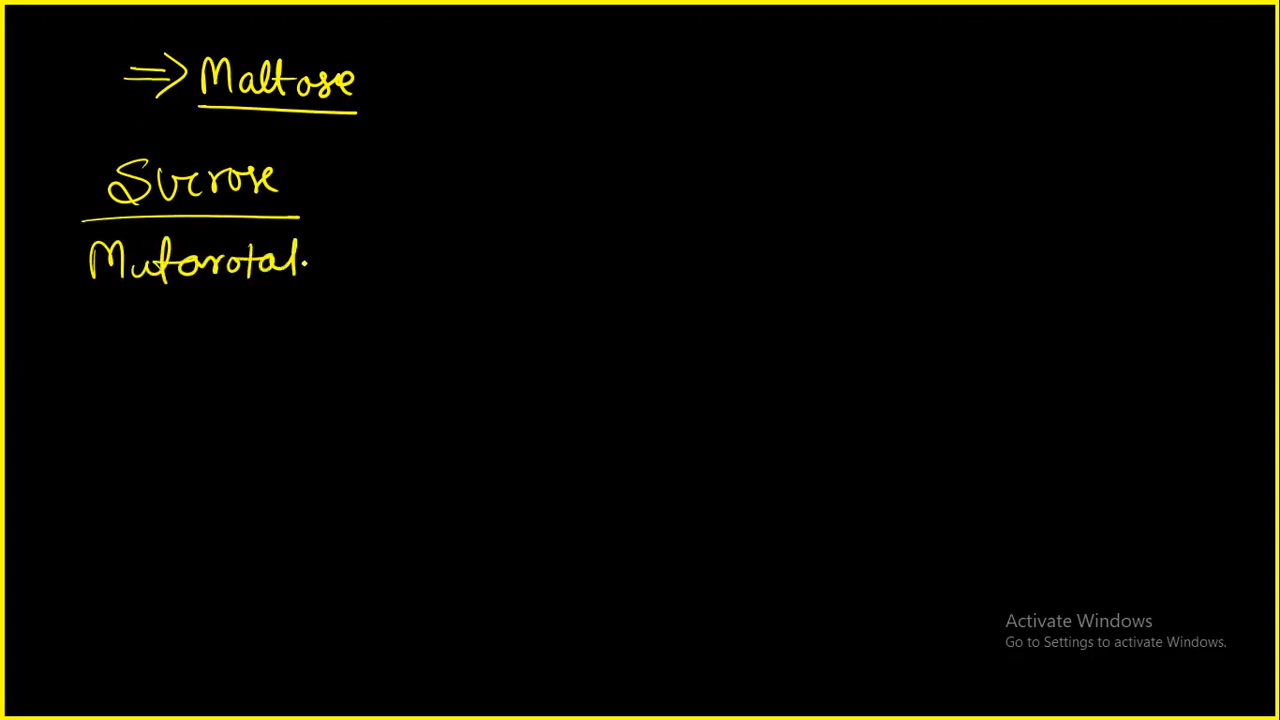 => Maltose
Sucrose
Mutarotal.
Activate Windows
Go to Settings to activate Windows.